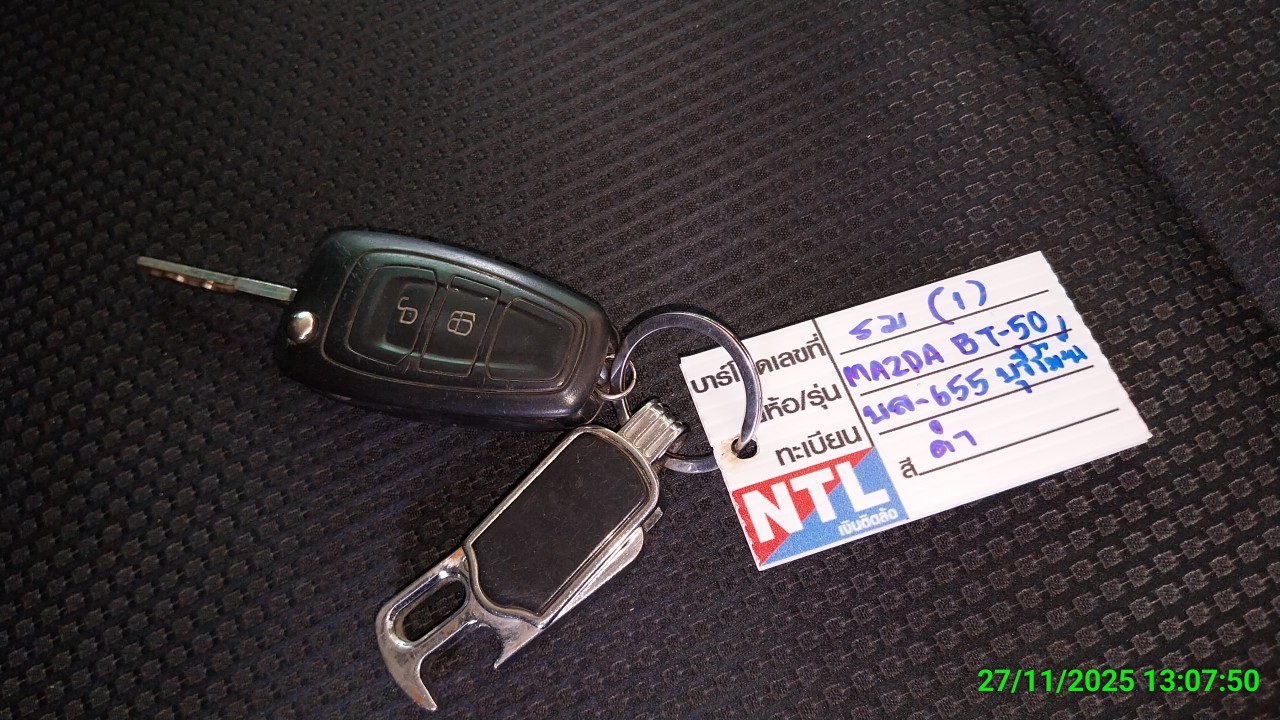 บาร์โค้ดเลขที่ รม (1)
ยี่ห้อ/รุ่น MAZDA BT-50
ทะเบียน บล-655 บุรีรัมย์
สี ดำ
NTL
เงินติดล้อ
27/11/2025 13:07:50